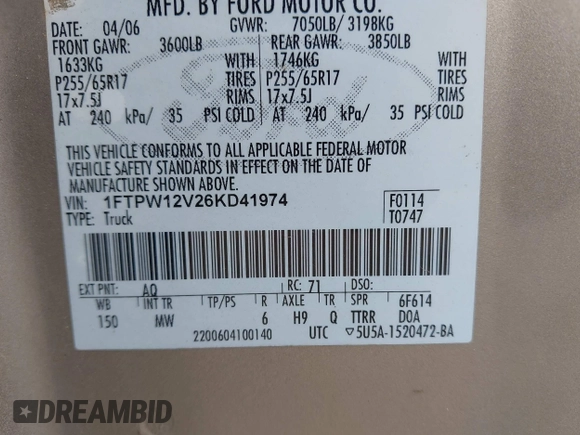 MFD. BY FORD MOTOR CO.
DATE: 04/06 GVWR: 7050LB/ 3198KG
FRONT GAWR: 3600LB REAR GAWR: 3850LB
1633KG WITH 1746KG WITH
P255/65R17 TIRES P255/65R17 TIRES
17x7.5J RIMS 17x7.5J RIMS
AT 240 kPa/ 35 PSI COLD AT 240 kPa/ 35 PSI COLD
Ford
THIS VEHICLE CONFORMS TO ALL APPLICABLE FEDERAL MOTOR
VEHICLE SAFETY STANDARDS IN EFFECT ON THE DATE OF
MANUFACTURE SHOWN ABOVE.
VIN: 1FTPW12V26KD41974 F0114
TYPE: Truck T0747
EXT PNT: AQ RC: 71 DSO:
WB INT TR TP/PS R AXLE TR SPR 6F614
150 MW 6 H9 Q TTRR DOA
2200604100140 UTC ▽5U5A-1520472-BA
DREAMBID